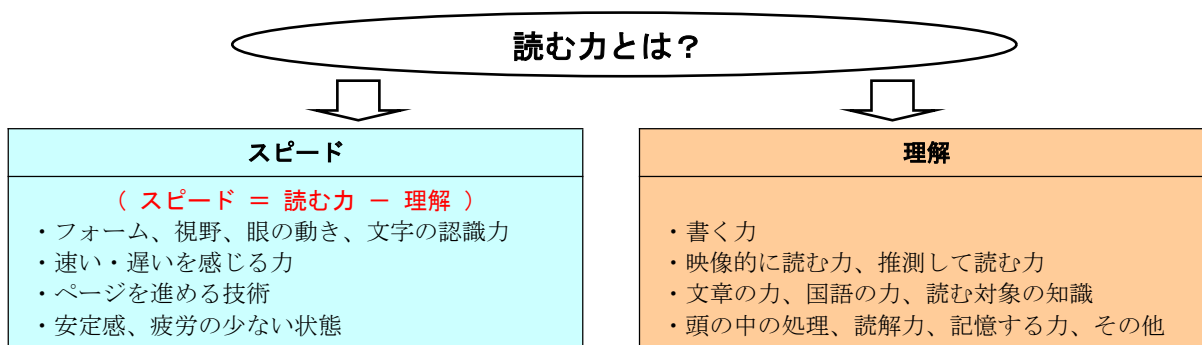 読む力とは？
スピード
（ スピード ＝ 読む力 － 理解 ）
・フォーム、視野、眼の動き、文字の認識力
・速い・遅いを感じる力
・ページを進める技術
・安定感、疲労の少ない状態
理解
・書く力
・映像的に読む力、推測して読む力
・文章の力、国語の力、読む対象の知識
・頭の中の処理、読解力、記憶する力、その他